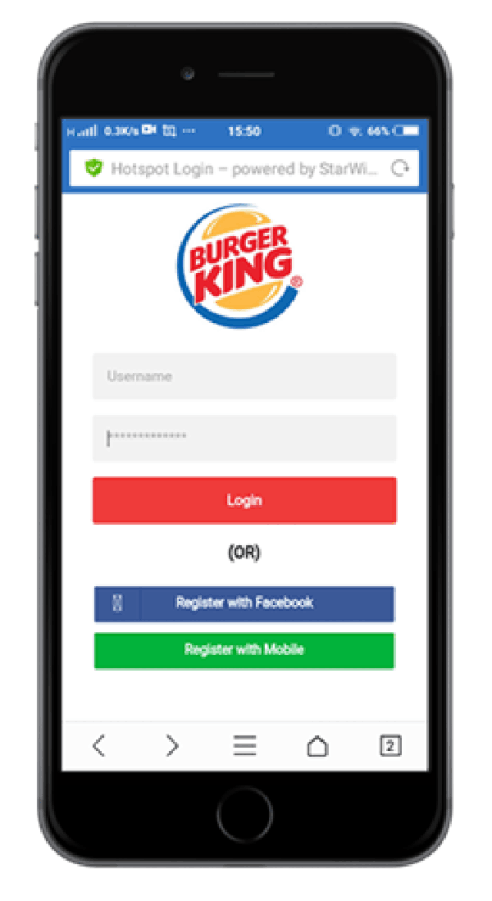 H 0.3K/s ... 15:50 66%
Hotspot Login – powered by StarWi...
BURGER
KING®
Username
*************
Login
(OR)
Register with Facebook
Register with Mobile
2